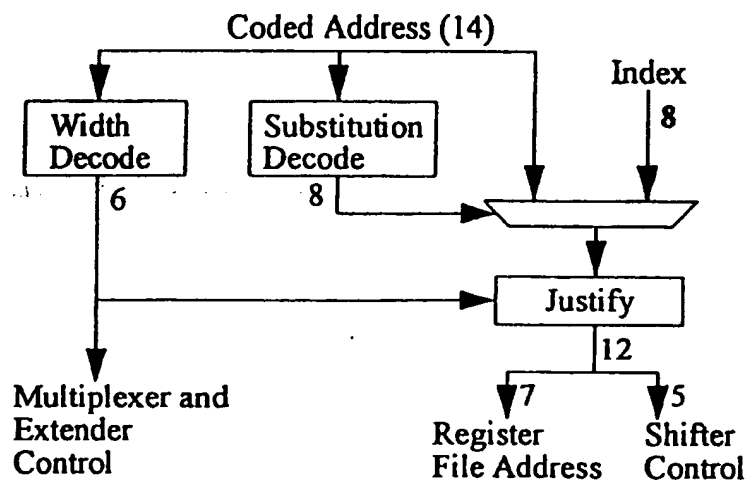 Coded Address (14)
Index
8
Width
Decode
Substitution
Decode
6
8
Justify
12
7
5
Multiplexer and
Extender
Control
Register
File Address
Shifter
Control